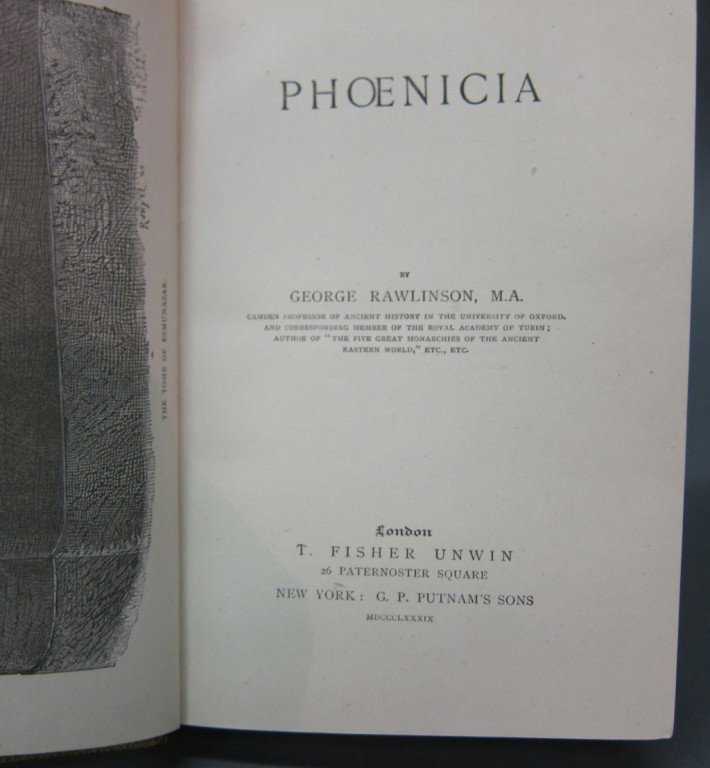 THE TOMB OF ESMUNAZAR.
PHŒNICIA
BY
GEORGE RAWLINSON, M.A.
CAMDEN PROFESSOR OF ANCIENT HISTORY IN THE UNIVERSITY OF OXFORD,
AND CORRESPONDING MEMBER OF THE ROYAL ACADEMY OF TURIN;
AUTHOR OF "THE FIVE GREAT MONARCHIES OF THE ANCIENT
EASTERN WORLD," ETC., ETC.
London
T. FISHER UNWIN
26 PATERNOSTER SQUARE
NEW YORK: G. P. PUTNAM'S SONS
MDCCCLXXXIX